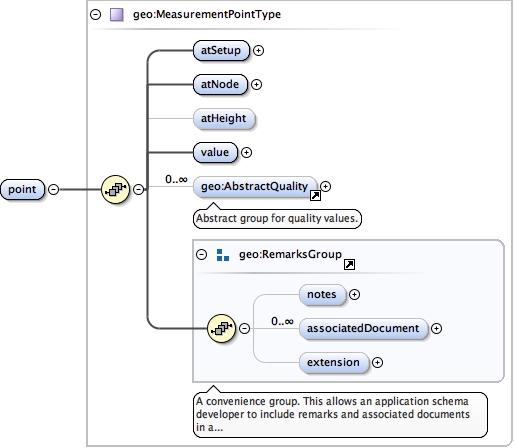 geo:MeasurementPointType
atSetup
atNode
atHeight
value
point
0..∞
geo:AbstractQuality
Abstract group for quality values.
geo:RemarksGroup
notes
0..∞
associatedDocument
extension
A convenience group. This allows an application schema
developer to include remarks and associated documents
in a...